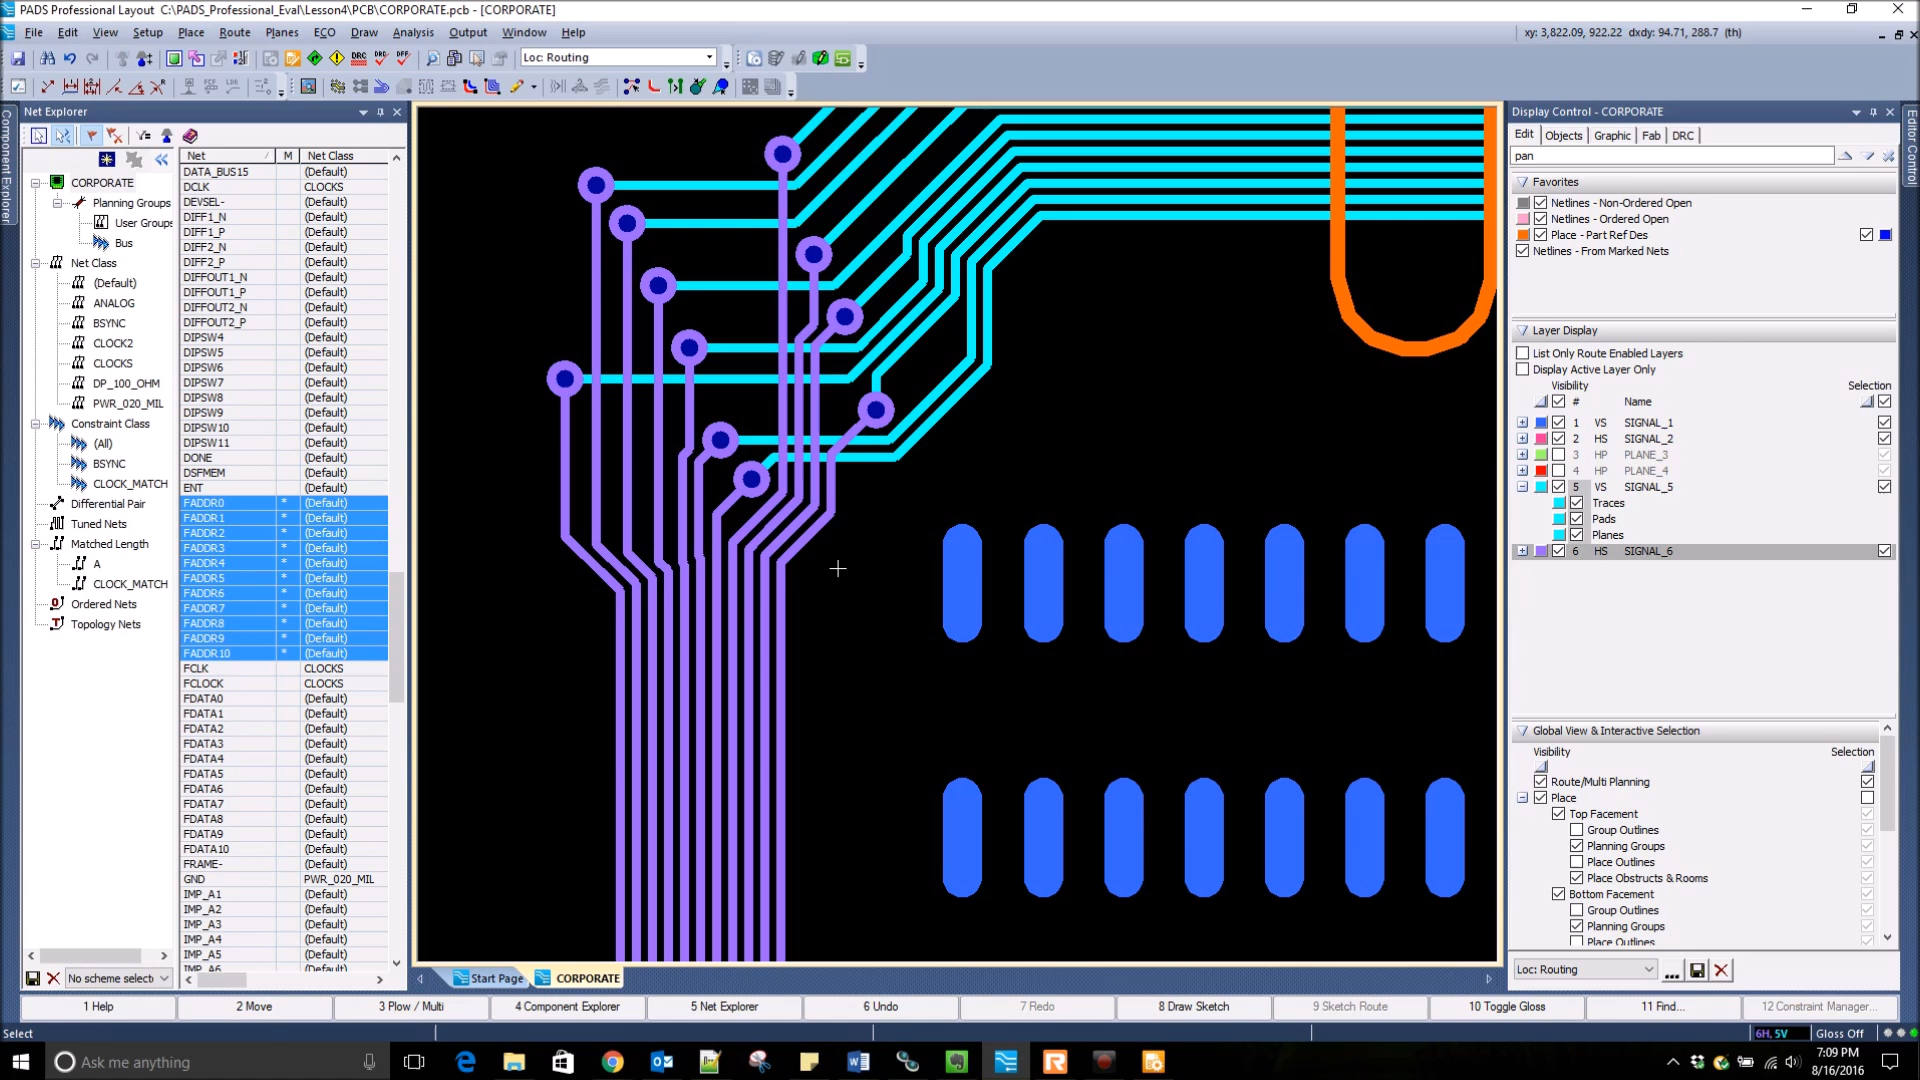 PADS Professional Layout C:\PADS_Professional_Eval\Lesson4\PCB\CORPORATE.pcb - [CORPORATE]
File Edit View Setup Place Route Planes ECO Draw Analysis Output Window Help
xy: 3,822.09, 922.22 dxdy: 94.71, 288.7 (th)
Loc: Routing
Component Explorer
Net Explorer
CORPORATE
Planning Groups
User Groups
Bus
Net Class
(Default)
ANALOG
BSYNC
CLOCK2
CLOCKS
DP_100_OHM
PWR_020_MIL
Constraint Class
(All)
BSYNC
CLOCK_MATCH
Differential Pair
Tuned Nets
Matched Length
A
CLOCK_MATCH
Ordered Nets
Topology Nets
No scheme select
Net M Net Class
DATA_BUS15 (Default)
DCLK CLOCKS
DEVSEL- (Default)
DIFF1_N (Default)
DIFF1_P (Default)
DIFF2_N (Default)
DIFF2_P (Default)
DIFFOUT1_N (Default)
DIFFOUT1_P (Default)
DIFFOUT2_N (Default)
DIFFOUT2_P (Default)
DIPSW4 (Default)
DIPSW5 (Default)
DIPSW6 (Default)
DIPSW7 (Default)
DIPSW8 (Default)
DIPSW9 (Default)
DIPSW10 (Default)
DIPSW11 (Default)
DONE (Default)
DSFMEM (Default)
ENT (Default)
FADDR0 * (Default)
FADDR1 * (Default)
FADDR2 * (Default)
FADDR3 * (Default)
FADDR4 * (Default)
FADDR5 * (Default)
FADDR6 * (Default)
FADDR7 * (Default)
FADDR8 * (Default)
FADDR9 * (Default)
FADDR10 * (Default)
FCLK CLOCKS
FCLOCK CLOCKS
FDATA0 (Default)
FDATA1 (Default)
FDATA2 (Default)
FDATA3 (Default)
FDATA4 (Default)
FDATA5 (Default)
FDATA6 (Default)
FDATA7 (Default)
FDATA8 (Default)
FDATA9 (Default)
FDATA10 (Default)
FRAME- (Default)
GND PWR_020_MIL
IMP_A1 (Default)
IMP_A2 (Default)
IMP_A3 (Default)
IMP_A4 (Default)
IMP_A5 (Default)
IMP_A6 (Default)
Start Page CORPORATE
Display Control - CORPORATE
Editor Control
Edit Objects Graphic Fab DRC
pan
Favorites
Netlines - Non-Ordered Open
Netlines - Ordered Open
Place - Part Ref Des
Netlines - From Marked Nets
Layer Display
List Only Route Enabled Layers
Display Active Layer Only
Visibility Selection
# Name
1 VS SIGNAL_1
2 HS SIGNAL_2
3 HP PLANE_3
4 HP PLANE_4
5 VS SIGNAL_5
Traces
Pads
Planes
6 HS SIGNAL_6
Global View & Interactive Selection
Visibility Selection
Route/Multi Planning
Place
Top Facement
Group Outlines
Planning Groups
Place Outlines
Place Obstructs & Rooms
Bottom Facement
Group Outlines
Planning Groups
Place Outlines
Loc: Routing
1 Help 2 Move 3 Plow / Multi 4 Component Explorer 5 Net Explorer 6 Undo 7 Redo 8 Draw Sketch 9 Sketch Route 10 Toggle Gloss 11 Find... 12 Constraint Manager...
Select
6H, 5V Gloss Off
Ask me anything
7:09 PM
8/16/2016